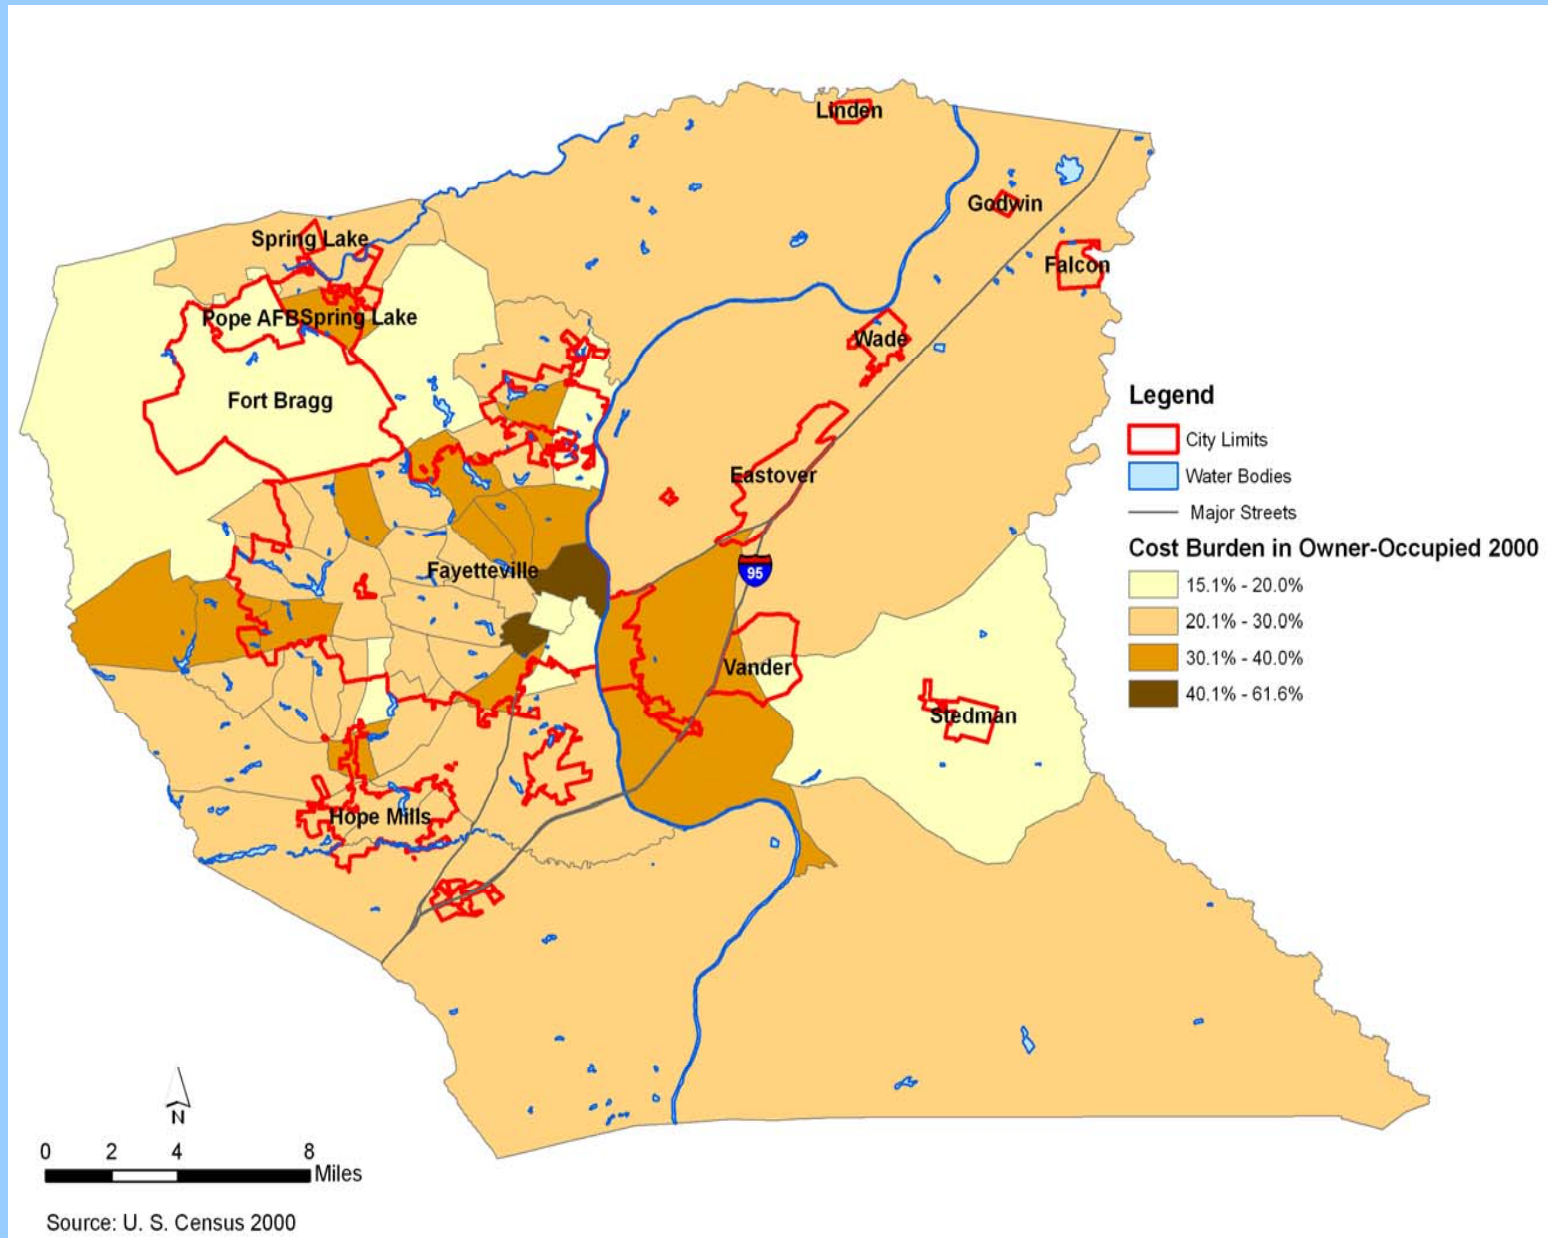 Linden
Godwin
Spring Lake
Falcon
Pope AFB
Spring Lake
Wade
Fort Bragg
Eastover
Fayetteville
95
Vander
Stedman
Hope Mills
Legend
City Limits
Water Bodies
Major Streets
Cost Burden in Owner-Occupied 2000
15.1% - 20.0%
20.1% - 30.0%
30.1% - 40.0%
40.1% - 61.6%
N
0 2 4 8
Miles
Source: U. S. Census 2000